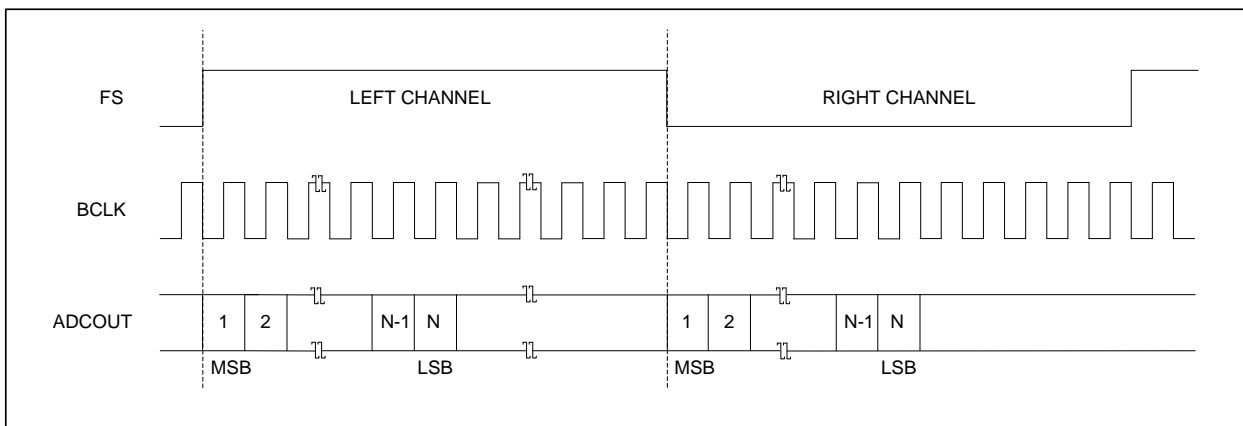 FS
LEFT CHANNEL
RIGHT CHANNEL
BCLK
ADCOUT
1
2
N-1
N
1
2
N-1
N
MSB
LSB
MSB
LSB